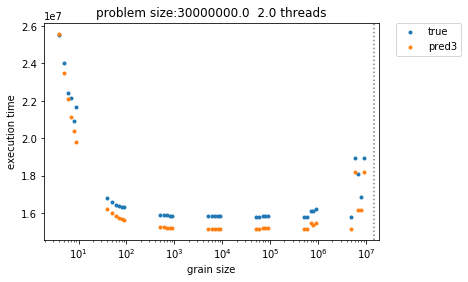 problem size:30000000.0  2.0 threads
1e7
2.6
2.4
2.2
2.0
1.8
1.6
execution time
10^1
10^2
10^3
10^4
10^5
10^6
10^7
grain size
true
pred3